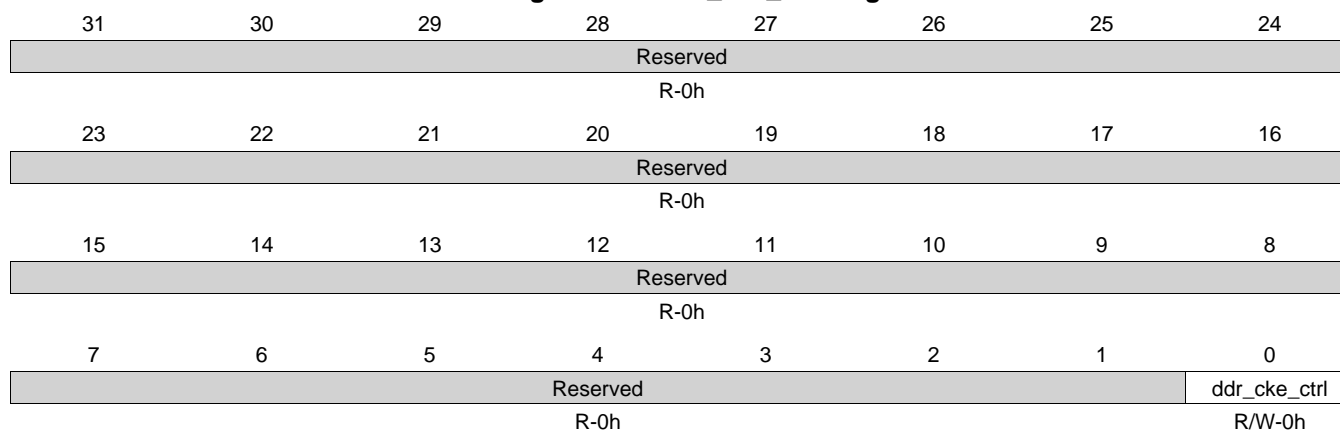 31 30 29 28 27 26 25 24
Reserved
R-0h
23 22 21 20 19 18 17 16
Reserved
R-0h
15 14 13 12 11 10 9 8
Reserved
R-0h
7 6 5 4 3 2 1 0
Reserved ddr_cke_ctrl
R-0h R/W-0h